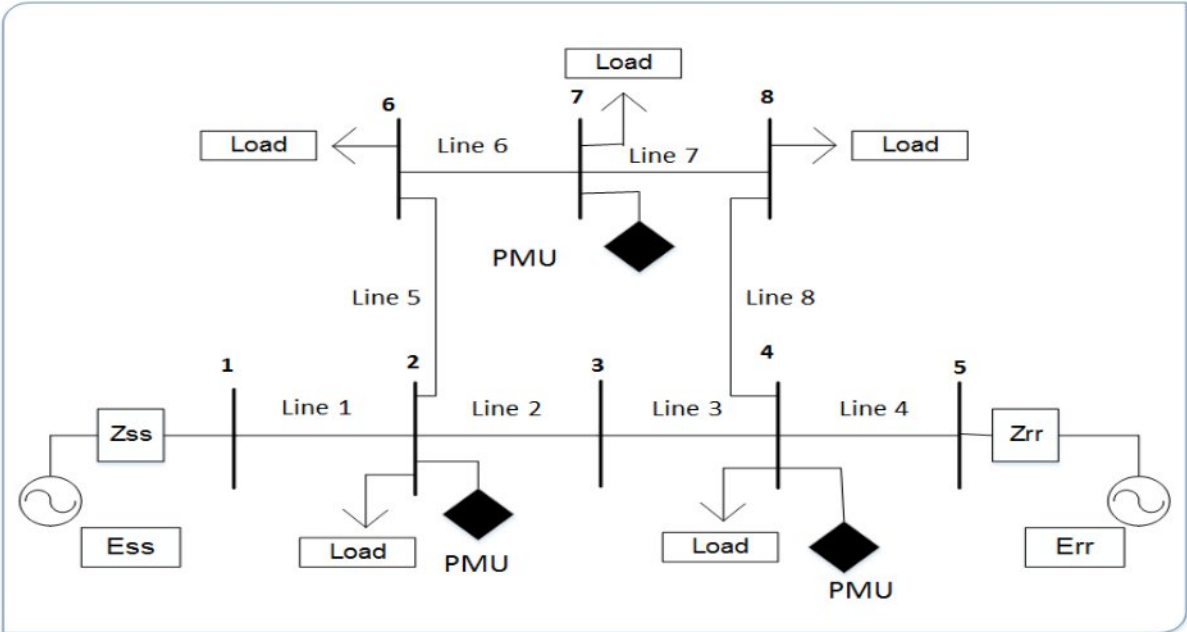 Load
6
7
8
Load
Line 6
Line 7
Load
PMU
Line 5
Line 8
1
2
3
4
5
Line 1
Line 2
Line 3
Line 4
Zss
Zrr
Ess
Load
PMU
Load
PMU
Err